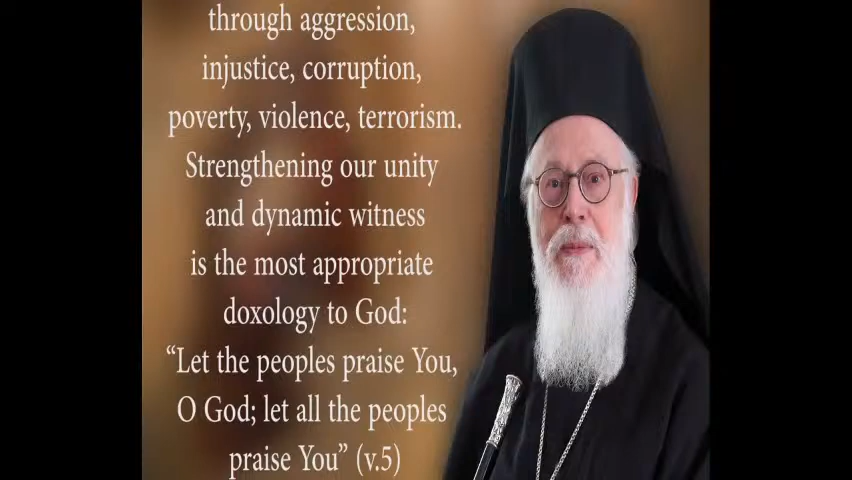 through aggression,
injustice, corruption,
poverty, violence, terrorism.
Strengthening our unity
and dynamic witness
is the most appropriate
doxology to God:
“Let the peoples praise You,
O God; let all the peoples
praise You” (v.5)